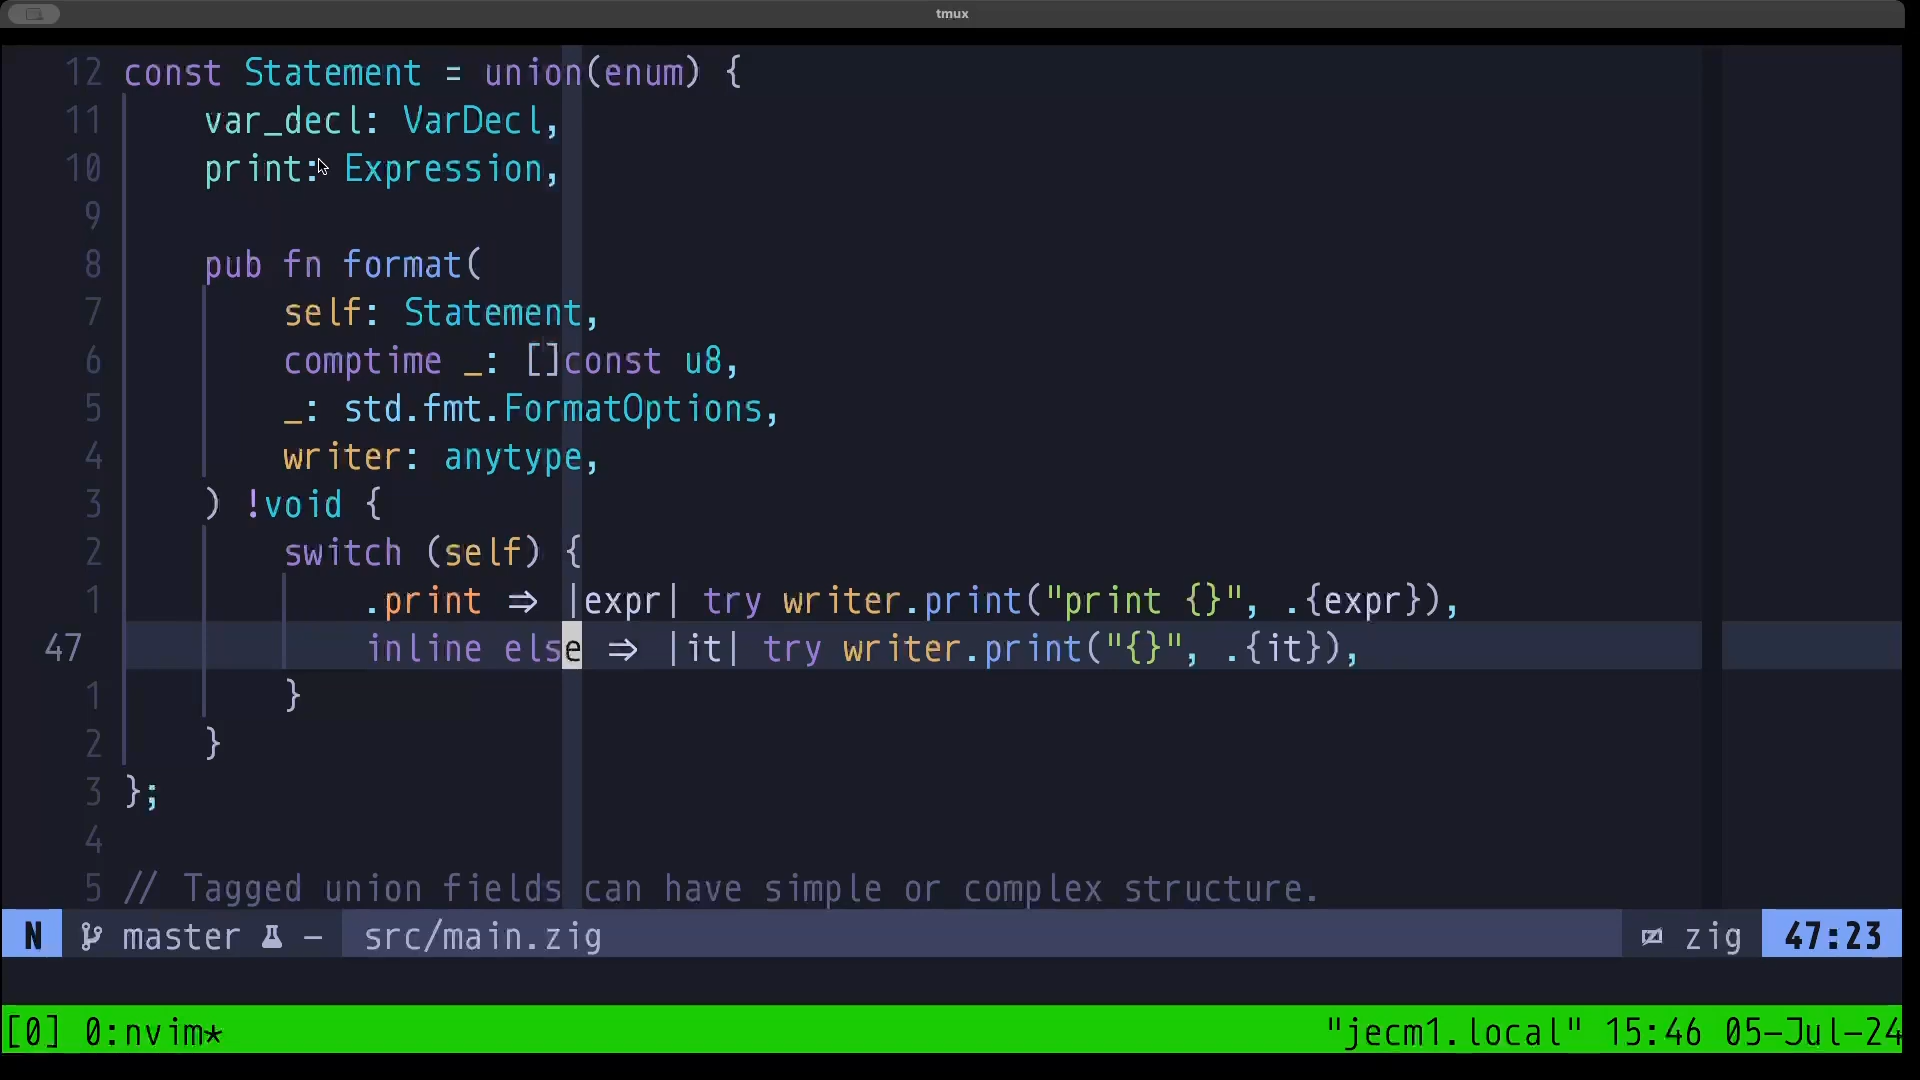 tmux
12 const Statement = union(enum) {
11 var_decl: VarDecl,
10 print: Expression,
9
8 pub fn format(
7 self: Statement,
6 comptime _: []const u8,
5 _: std.fmt.FormatOptions,
4 writer: anytype,
3 ) !void {
2 switch (self) {
1 .print => |expr| try writer.print("print {}", .{expr}),
47 inline else => |it| try writer.print("{}", .{it}),
1 }
2 }
3 };
4
5 // Tagged union fields can have simple or complex structure.
N master – src/main.zig zig 47:23
[0] 0:nvim* "jecm1.local" 15:46 05-Jul-24